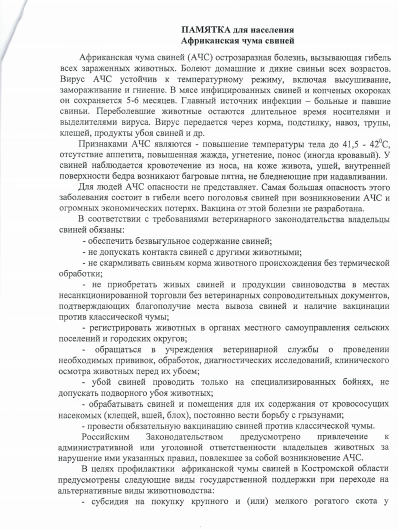 ПАМЯТКА для населения
Африканская чума свиней
Африканская чума свиней (АЧС) острозаразная болезнь, вызывающая гибель
всех зараженных животных. Болеют домашние и дикие свиньи всех возрастов.
Вирус АЧС устойчив к температурному режиму, включая высушивание,
замораживание и гниение. В мясе инфицированных свиней и копченых окороках
он сохраняется 5-6 месяцев. Главный источник инфекции – больные и павшие
свиньи. Переболевшие животные остаются длительное время носителями и
выделителями вируса. Вирус передается через корма, подстилку, навоз, трупы,
клещей, продукты убоя свиней и др.
Признаками АЧС являются - повышение температуры тела до 41,5 - 42⁰С,
отсутствие аппетита, повышенная жажда, угнетение, понос (иногда кровавый). У
свиней наблюдается кровотечение из носа, на коже живота, ушей, внутренней
поверхности бедра возникают багровые пятна, не бледнеющие при надавливании.
Для людей АЧС опасности не представляет. Самая большая опасность этого
заболевания состоит в гибели всего поголовья свиней при возникновении АЧС и
огромных экономических потерях. Вакцина от этой болезни не разработана.
В соответствии с требованиями ветеринарного законодательства владельцы
свиней обязаны:
- обеспечить безвыгульное содержание свиней;
- не допускать контакта свиней с другими животными;
- не скармливать свиньям корма животного происхождения без термической
обработки;
- не приобретать живых свиней и продукции свиноводства в местах
несанкционированной торговли без ветеринарных сопроводительных документов,
подтверждающих благополучие места вывоза свиней и наличие вакцинации
против классической чумы;
- регистрировать животных в органах местного самоуправления сельских
поселений и городских округов;
- обращаться в учреждения ветеринарной службы о проведении
необходимых прививок, обработок, диагностических исследований, клинического
осмотра животных перед их убоем;
- убой свиней проводить только на специализированных бойнях, не
допускать подворного убоя животных;
- обрабатывать свиней и помещения для их содержания от кровососущих
насекомых (клещей, вшей, блох), постоянно вести борьбу с грызунами;
- провести обязательную вакцинацию свиней против классической чумы.
Российским Законодательством предусмотрено привлечение к
административной или уголовной ответственности владельцев животных за
нарушение ими указанных правил, повлекшее за собой возникновение АЧС.
В целях профилактики африканской чумы свиней в Костромской области
предусмотрены следующие виды государственной поддержки при переходе на
альтернативные виды животноводства:
- субсидия на покупку крупного и (или) мелкого рогатого скота у